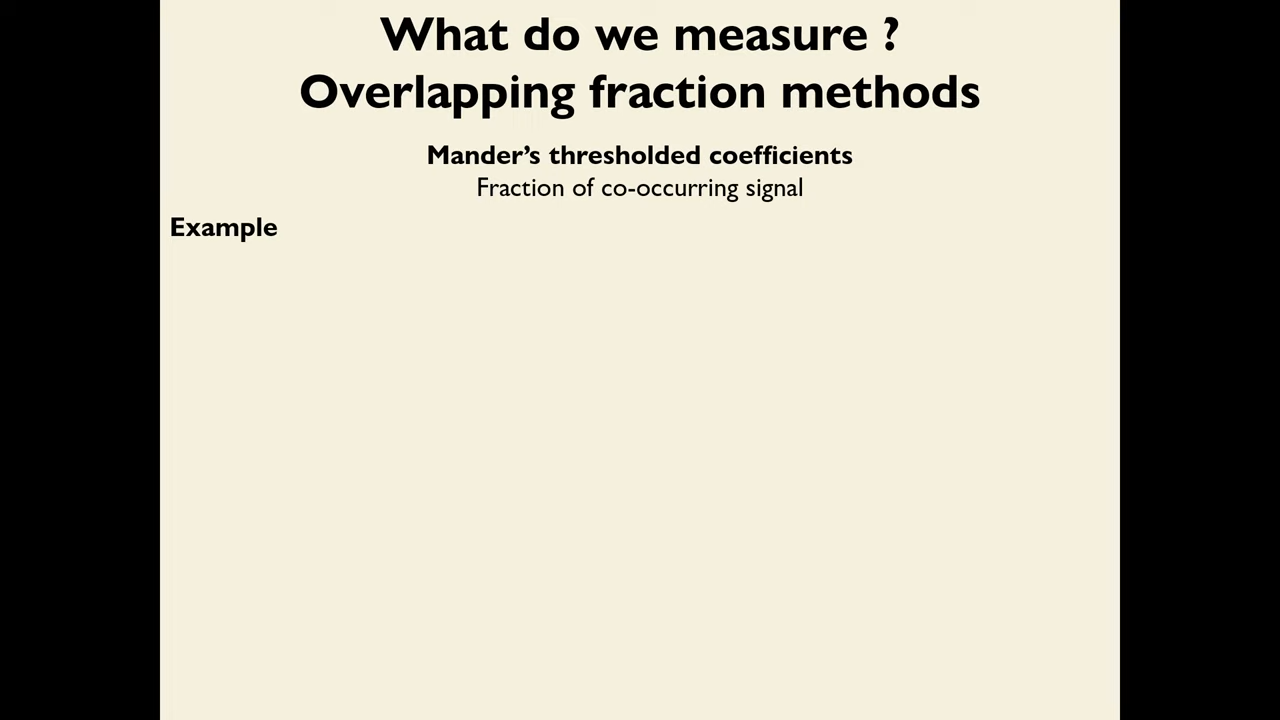 What do we measure ?
Overlapping fraction methods
Mander’s thresholded coefficients
Fraction of co-occurring signal
Example